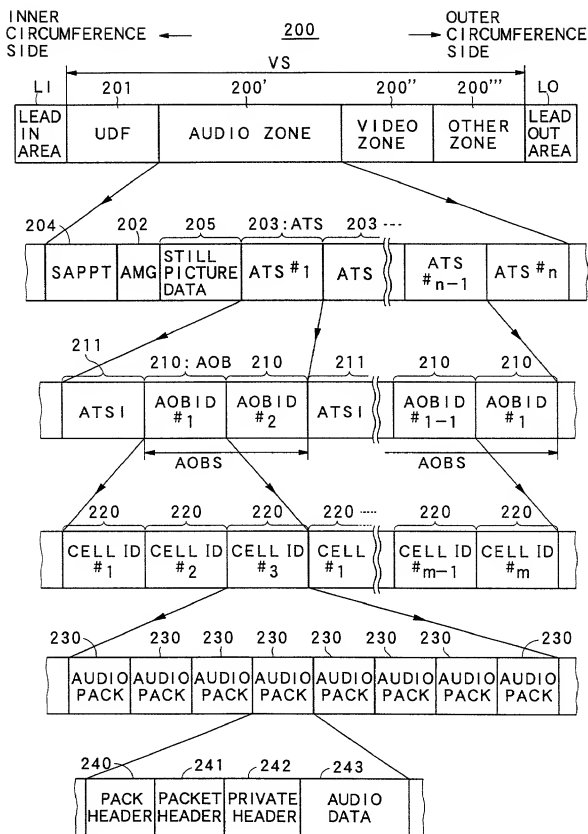 INNER CIRCUMFERENCE SIDE ← 200 → OUTER CIRCUMFERENCE SIDE
VS
LI 201 200' 200'' 200''' LO
LEAD IN AREA UDF AUDIO ZONE VIDEO ZONE OTHER ZONE LEAD OUT AREA
204 202 205 203:ATS 203 ···
SAPPT AMG STILL PICTURE DATA ATS #1 ATS ATS #n-1 ATS #n
211 210:AOB 210 211 210 210
ATSI AOBID #1 AOBID #2 ATSI AOBID #1-1 AOBID #1
AOBS AOBS
220 220 220 220 ····· 220 220
CELL ID #1 CELL ID #2 CELL ID #3 CELL #1 CELL ID #m-1 CELL ID #m
230 230 230 230 230 230 230 230
AUDIO PACK AUDIO PACK AUDIO PACK AUDIO PACK AUDIO PACK AUDIO PACK AUDIO PACK AUDIO PACK
240 241 242 243
PACK HEADER PACKET HEADER PRIVATE HEADER AUDIO DATA